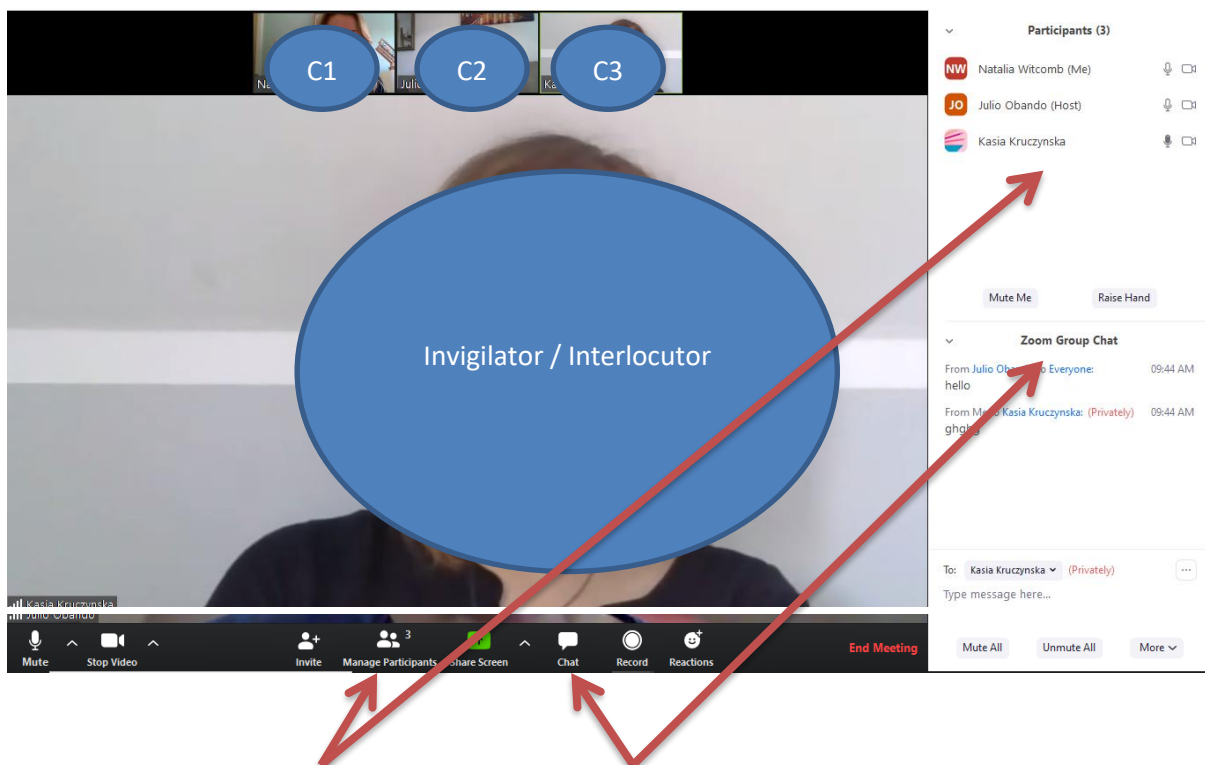 C1
C2
C3
Na
Julio
Ka
Invigilator / Interlocutor
Kasia Kruczynska
Julio Obando
Mute
Stop Video
Invite
3
Manage Participants
Share Screen
Chat
Record
Reactions
End Meeting
Participants (3)
NW Natalia Witcomb (Me)
JO Julio Obando (Host)
Kasia Kruczynska
Mute Me Raise Hand
Zoom Group Chat
From Julio Everyone: 09:44 AM
hello
From Kasia Kruczynska: (Privately) 09:44 AM
To: Kasia Kruczynska (Privately)
Type message here...
Mute All Unmute All More